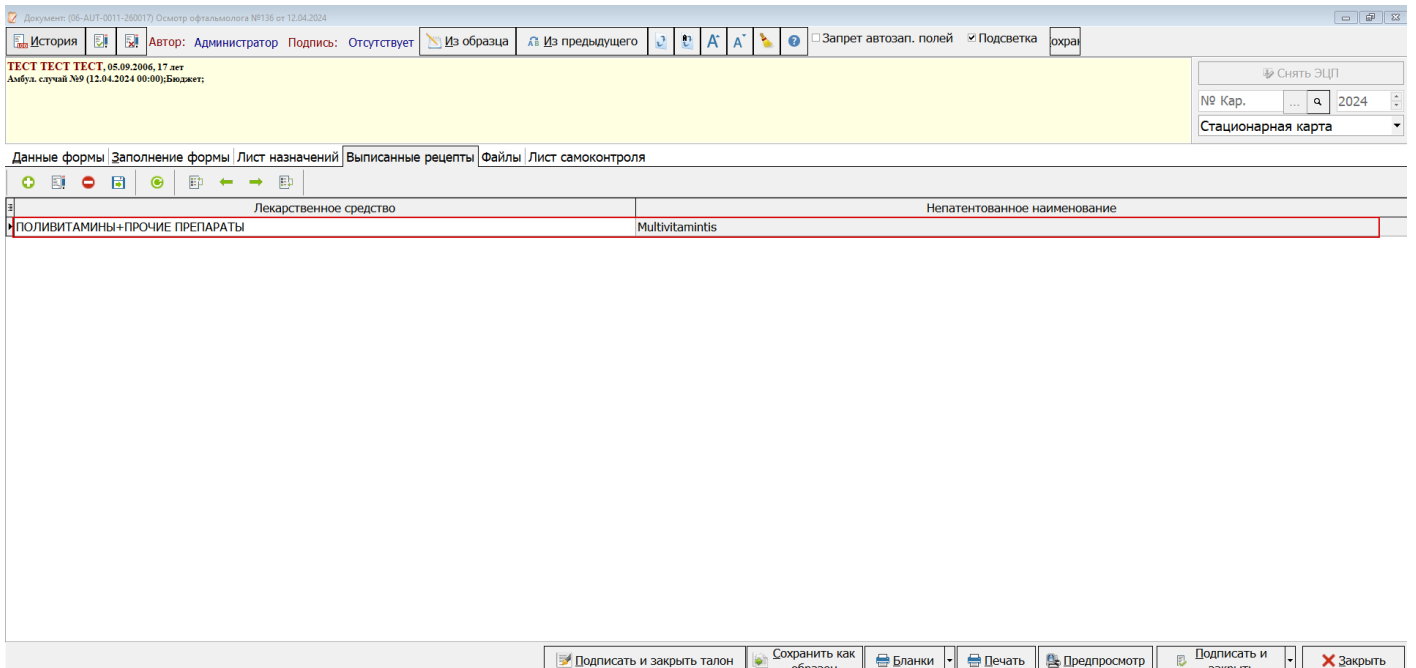 Документ: (06-AUT-0011-260017) Осмотр офтальмолога №136 от 12.04.2024
История Автор: Администратор Подпись: Отсутствует Из образца Из предыдущего A A Запрет автозап. полей Подсветка
ТЕСТ ТЕСТ ТЕСТ, 05.09.2006, 17 лет
Амбул. случай №9 (12.04.2024 00:00);Бюджет;
Снять ЭЦП
№ Кар. ... 2024
Стационарная карта
Данные формы Заполнение формы Лист назначений Выписанные рецепты Файлы Лист самоконтроля
Лекарственное средство Непатентованное наименование
ПОЛИВИТАМИНЫ+ПРОЧИЕ ПРЕПАРАТЫ Multivitamintis
Подписать и закрыть талон Сохранить как Бланки Печать Предпросмотр Подписать и Закрыть